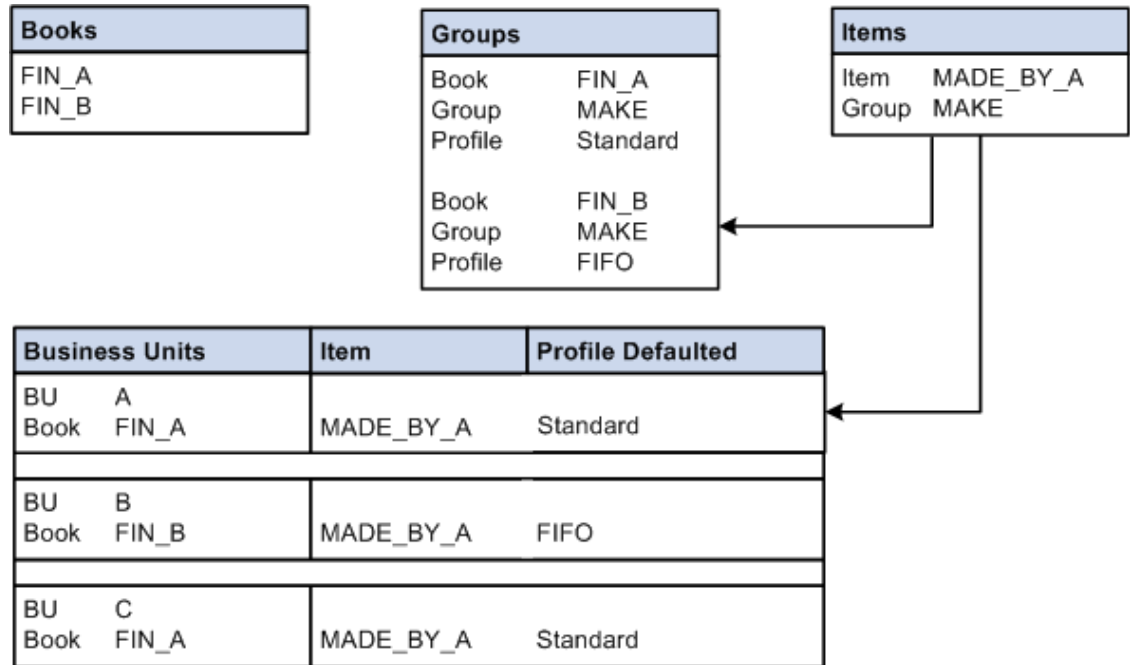 Books
FIN_A
FIN_B
Groups
Book FIN_A
Group MAKE
Profile Standard
Book FIN_B
Group MAKE
Profile FIFO
Items
Item MADE_BY_A
Group MAKE
Business Units Item Profile Defaulted
BU A
Book FIN_A MADE_BY_A Standard
BU B
Book FIN_B MADE_BY_A FIFO
BU C
Book FIN_A MADE_BY_A Standard